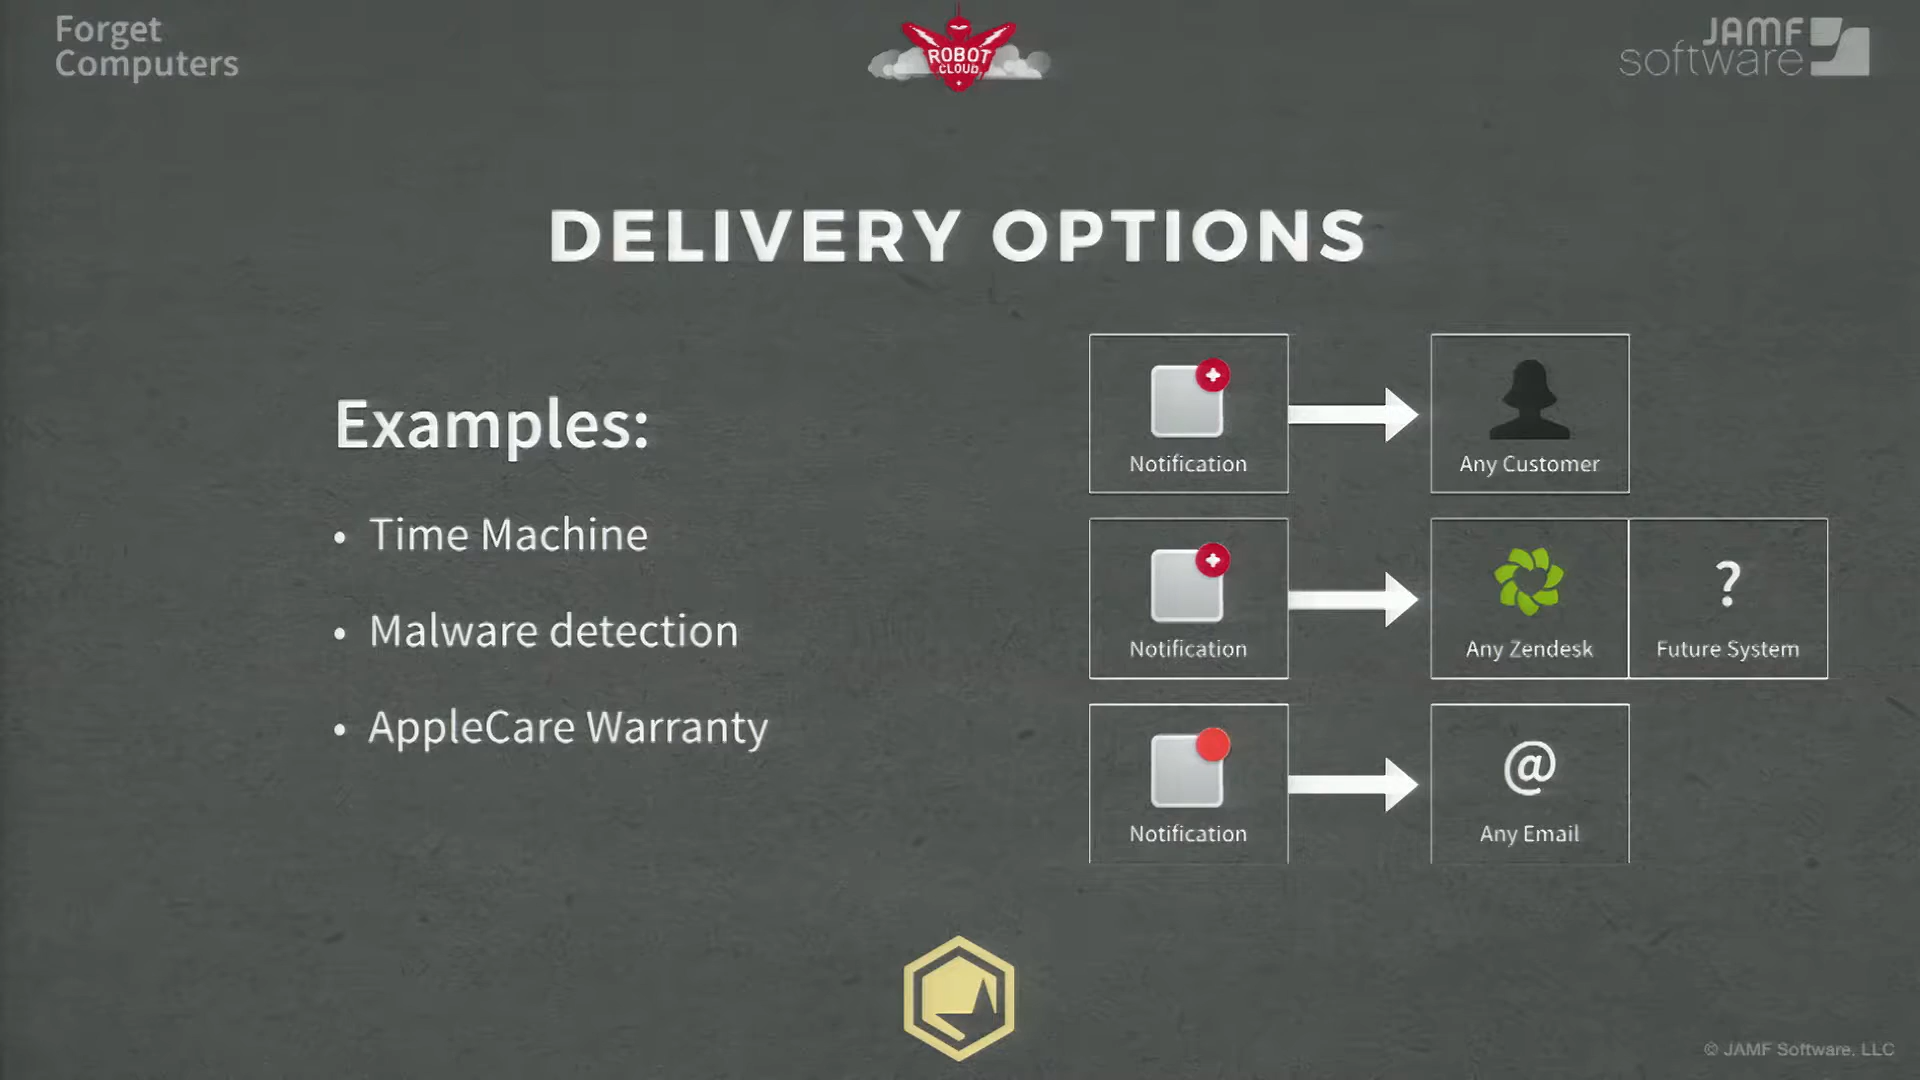 Forget
Computers
ROBOT
CLOUD
JAMF
software
DELIVERY OPTIONS
Examples:
• Time Machine
• Malware detection
• AppleCare Warranty
Notification
Any Customer
Notification
Any Zendesk
?
Future System
Notification
@
Any Email
© JAMF Software, LLC